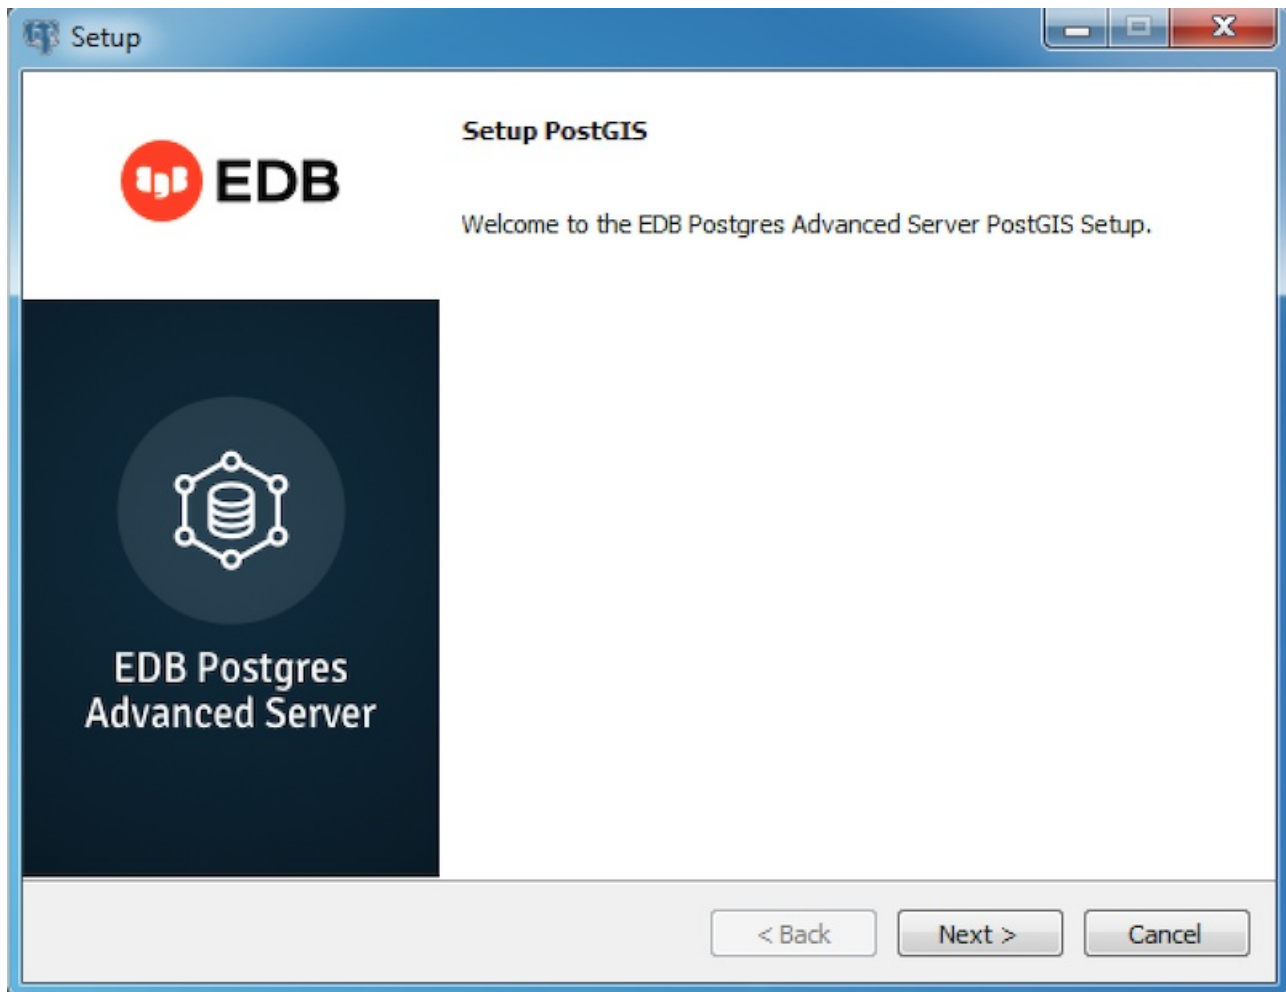 Setup
EDB
Setup PostGIS
Welcome to the EDB Postgres Advanced Server PostGIS Setup.
EDB Postgres
Advanced Server
< Back
Next >
Cancel